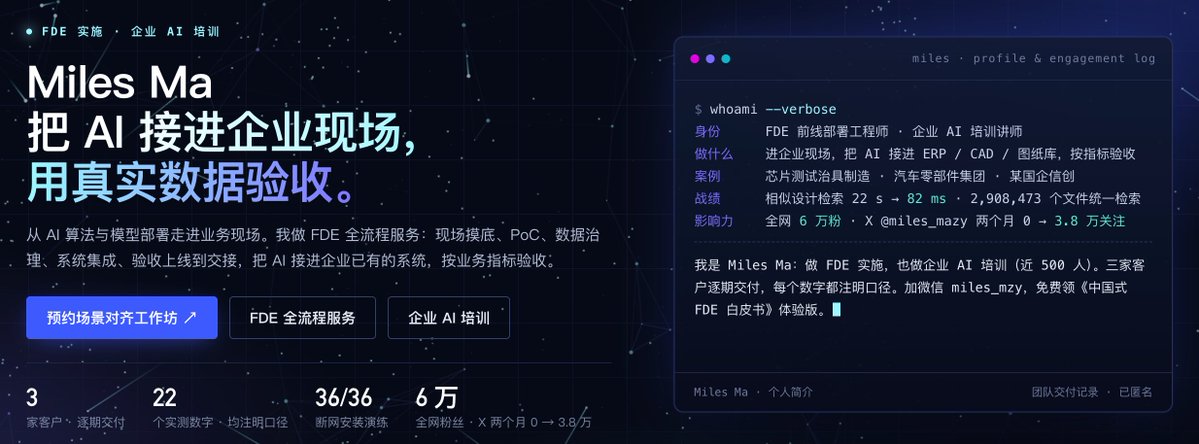 FDE 实施 · 企业 AI 培训
Miles Ma
把 AI 接进企业现场，
用真实数据验收。
从 AI 算法与模型部署走进业务现场。我做 FDE 全流程服务：现场摸底、PoC、数据治
理、系统集成、验收上线到交接，把 AI 接进企业已有的系统，按业务指标验收。
预约场景对齐工作坊 ↗
FDE 全流程服务
企业 AI 培训
3
家客户 · 逐期交付
22
个实测数字 · 均注明口径
36/36
断网安装演练
6 万
全网粉丝 · X 两个月 0 → 3.8 万
miles · profile & engagement log
$ whoami --verbose
身份 FDE 前线部署工程师 · 企业 AI 培训讲师
做什么 进企业现场，把 AI 接进 ERP / CAD / 图纸库，按指标验收
案例 芯片测试治具制造 · 汽车零部件集团 · 某国企信创
战绩 相似设计检索 22 s → 82 ms · 2,908,473 个文件统一检索
影响力 全网 6 万粉 · X @miles_mazy 两个月 0 → 3.8 万关注
我是 Miles Ma：做 FDE 实施，也做企业 AI 培训（近 500 人）。三家客
户逐期交付，每个数字都注明口径。加微信 miles_mzy，免费领《中国式
FDE 白皮书》体验版。
Miles Ma · 个人简介
团队交付记录 · 已匿名